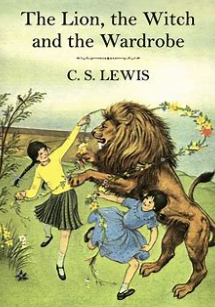 The Lion, the Witch
and the Wardrobe
C. S. LEWIS